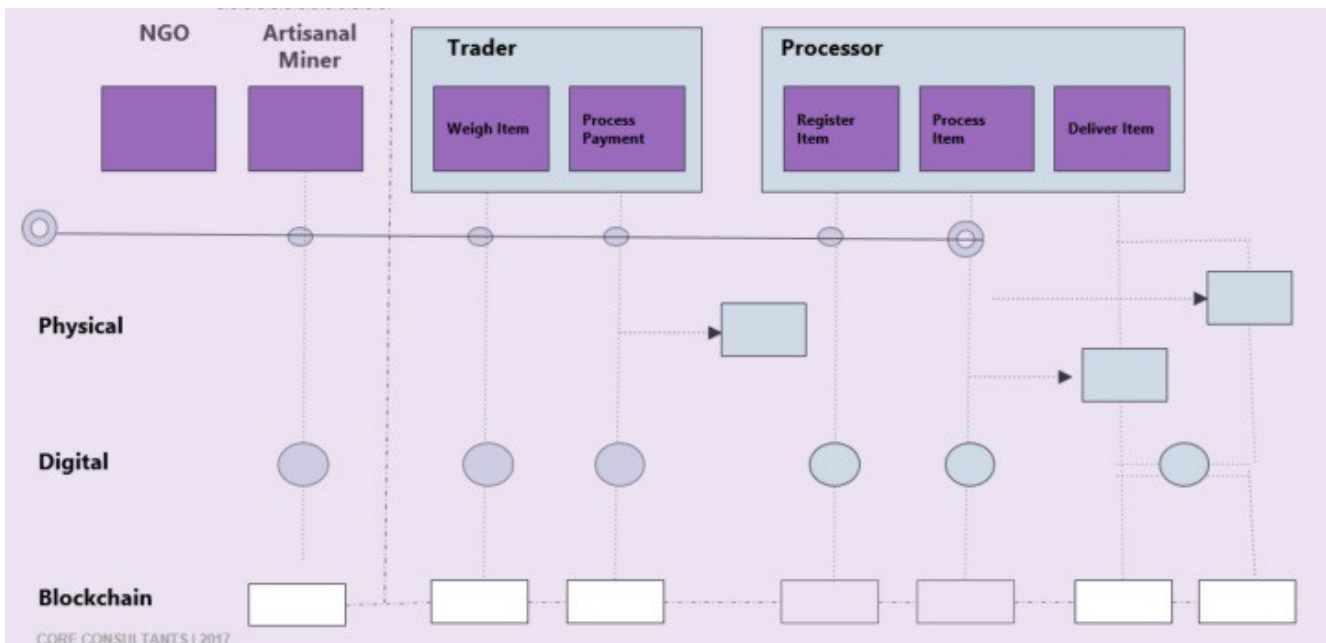 NGO
Artisanal
Miner
Trader
Processor
Weigh Item
Process
Payment
Register
Item
Process
Item
Deliver Item
Physical
Digital
Blockchain
CORE CONSULTANTS | 2017